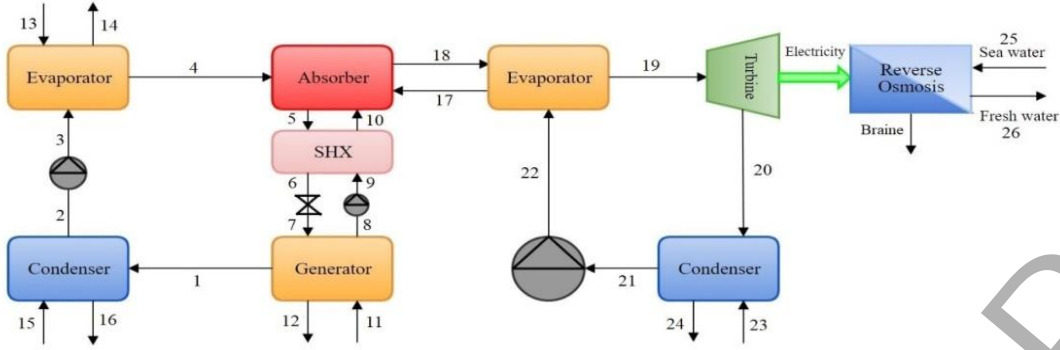 13
14
Evaporator
4
Absorber
18
17
Evaporator
19
Turbine
Electricity
Reverse
Osmosis
25
Sea water
Fresh water
26
Braine
5
10
SHX
3
6
9
22
20
2
7
8
Condenser
1
Generator
21
Condenser
15
16
12
11
24
23